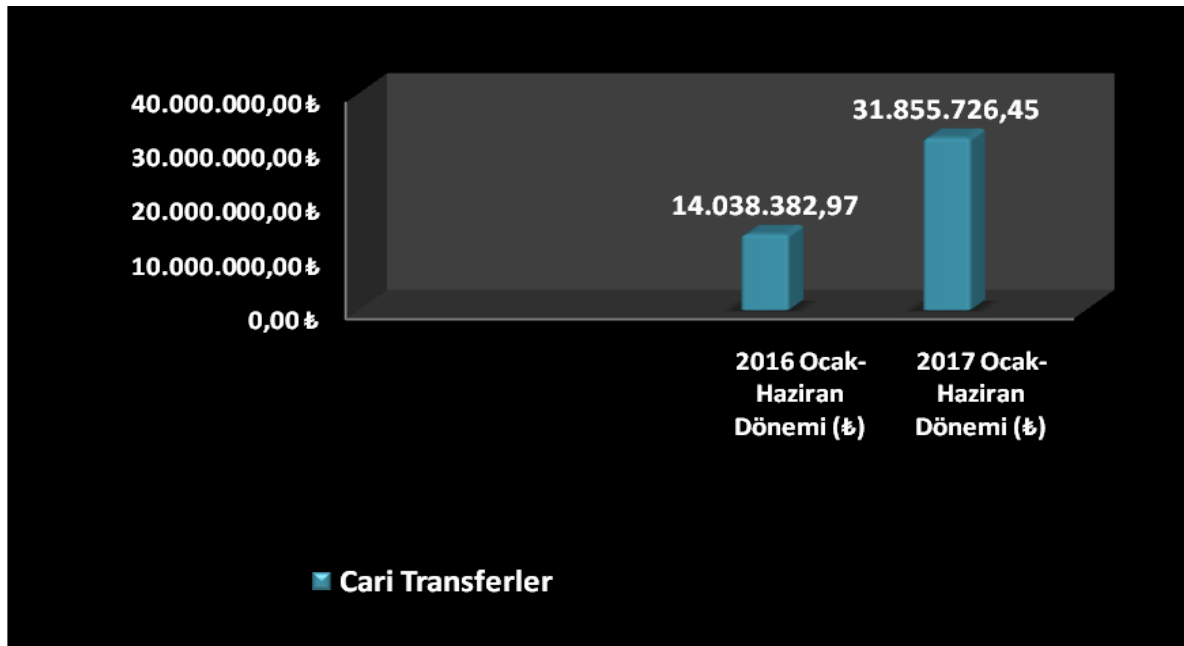 40.000.000,00 ₺
30.000.000,00 ₺
20.000.000,00 ₺
10.000.000,00 ₺
0,00 ₺
31.855.726,45
14.038.382,97
2016 Ocak-
Haziran
Dönemi (₺)
2017 Ocak-
Haziran
Dönemi (₺)
Cari Transferler